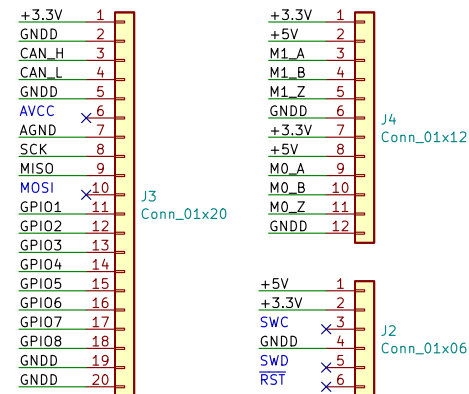 +3.3V 1
GNDD 2
CAN_H 3
CAN_L 4
GNDD 5
AVCC 6
AGND 7
SCK 8
MISO 9
MOSI 10
GPIO1 11
GPIO2 12
GPIO3 13
GPIO4 14
GPIO5 15
GPIO6 16
GPIO7 17
GPIO8 18
GNDD 19
GNDD 20
J3
Conn_01x20
+3.3V 1
+5V 2
M1_A 3
M1_B 4
M1_Z 5
GNDD 6
+3.3V 7
+5V 8
M0_A 9
M0_B 10
M0_Z 11
GNDD 12
J4
Conn_01x12
+5V 1
+3.3V 2
SWC 3
GNDD 4
SWD 5
RST 6
J2
Conn_01x06